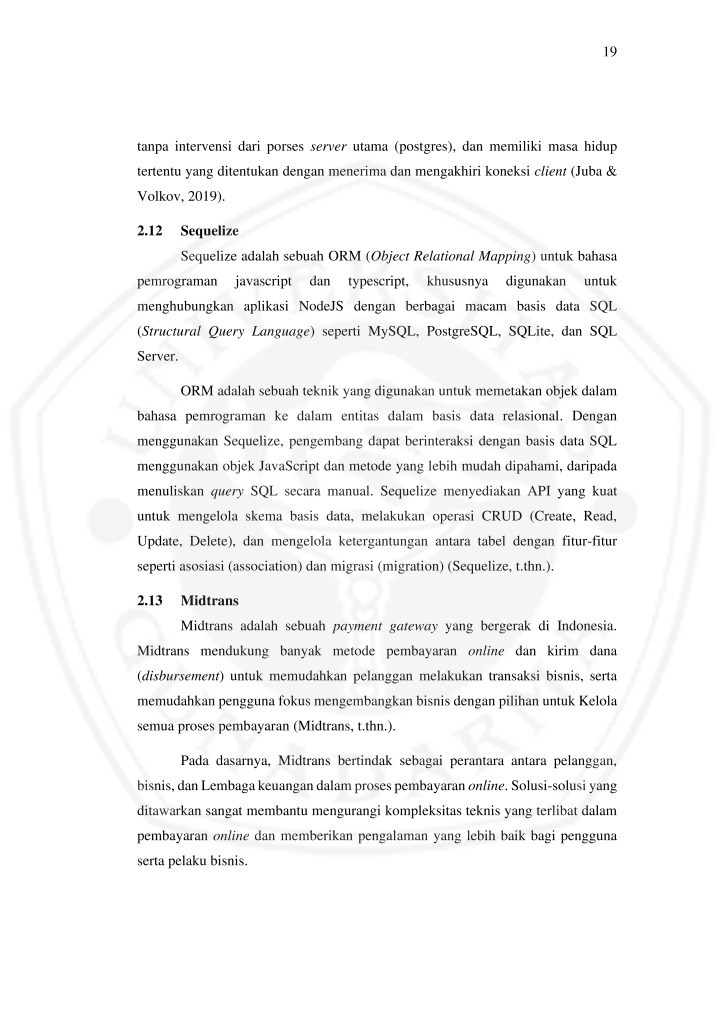 19
tanpa intervensi dari porses server utama (postgres), dan memiliki masa hidup
tertentu yang ditentukan dengan menerima dan mengakhiri koneksi client (Juba &
Volkov, 2019).
2.12 Sequelize
Sequelize adalah sebuah ORM (Object Relational Mapping) untuk bahasa
pemrograman javascript dan typescript, khususnya digunakan untuk
menghubungkan aplikasi NodeJS dengan berbagai macam basis data SQL
(Structural Query Language) seperti MySQL, PostgreSQL, SQLite, dan SQL
Server.
ORM adalah sebuah teknik yang digunakan untuk memetakan objek dalam
bahasa pemrograman ke dalam entitas dalam basis data relasional. Dengan
menggunakan Sequelize, pengembang dapat berinteraksi dengan basis data SQL
menggunakan objek JavaScript dan metode yang lebih mudah dipahami, daripada
menuliskan query SQL secara manual. Sequelize menyediakan API yang kuat
untuk mengelola skema basis data, melakukan operasi CRUD (Create, Read,
Update, Delete), dan mengelola ketergantungan antara tabel dengan fitur-fitur
seperti asosiasi (association) dan migrasi (migration) (Sequelize, t.thn.).
2.13 Midtrans
Midtrans adalah sebuah payment gateway yang bergerak di Indonesia.
Midtrans mendukung banyak metode pembayaran online dan kirim dana
(disbursement) untuk memudahkan pelanggan melakukan transaksi bisnis, serta
memudahkan pengguna fokus mengembangkan bisnis dengan pilihan untuk Kelola
semua proses pembayaran (Midtrans, t.thn.).
Pada dasarnya, Midtrans bertindak sebagai perantara antara pelanggan,
bisnis, dan Lembaga keuangan dalam proses pembayaran online. Solusi-solusi yang
ditawarkan sangat membantu mengurangi kompleksitas teknis yang terlibat dalam
pembayaran online dan memberikan pengalaman yang lebih baik bagi pengguna
serta pelaku bisnis.